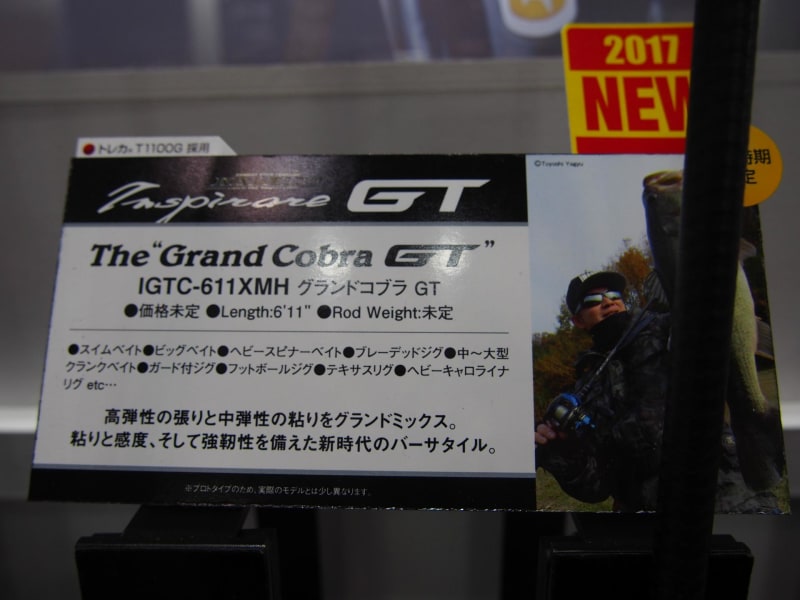 2017
NEW
トレカ® T1100G 採用
©Tsuyoshi Yagyu
時期
定
Inspirare GT
The "Grand Cobra GT"
IGTC-611XMH グランドコブラ GT
●価格未定 ●Length:6'11" ●Rod Weight:未定
●スイムベイト●ビッグベイト●ヘビースピナーベイト●ブレーデッドジグ●中～大型
クランクベイト●ガード付ジグ●フットボールジグ●テキサスリグ●ヘビーキャロライナ
リグ etc…
高弾性の張りと中弾性の粘りをグランドミックス。
粘りと感度、そして強靭性を備えた新時代のバーサタイル。
※プロトタイプのため、実際のモデルとは少し異なります。